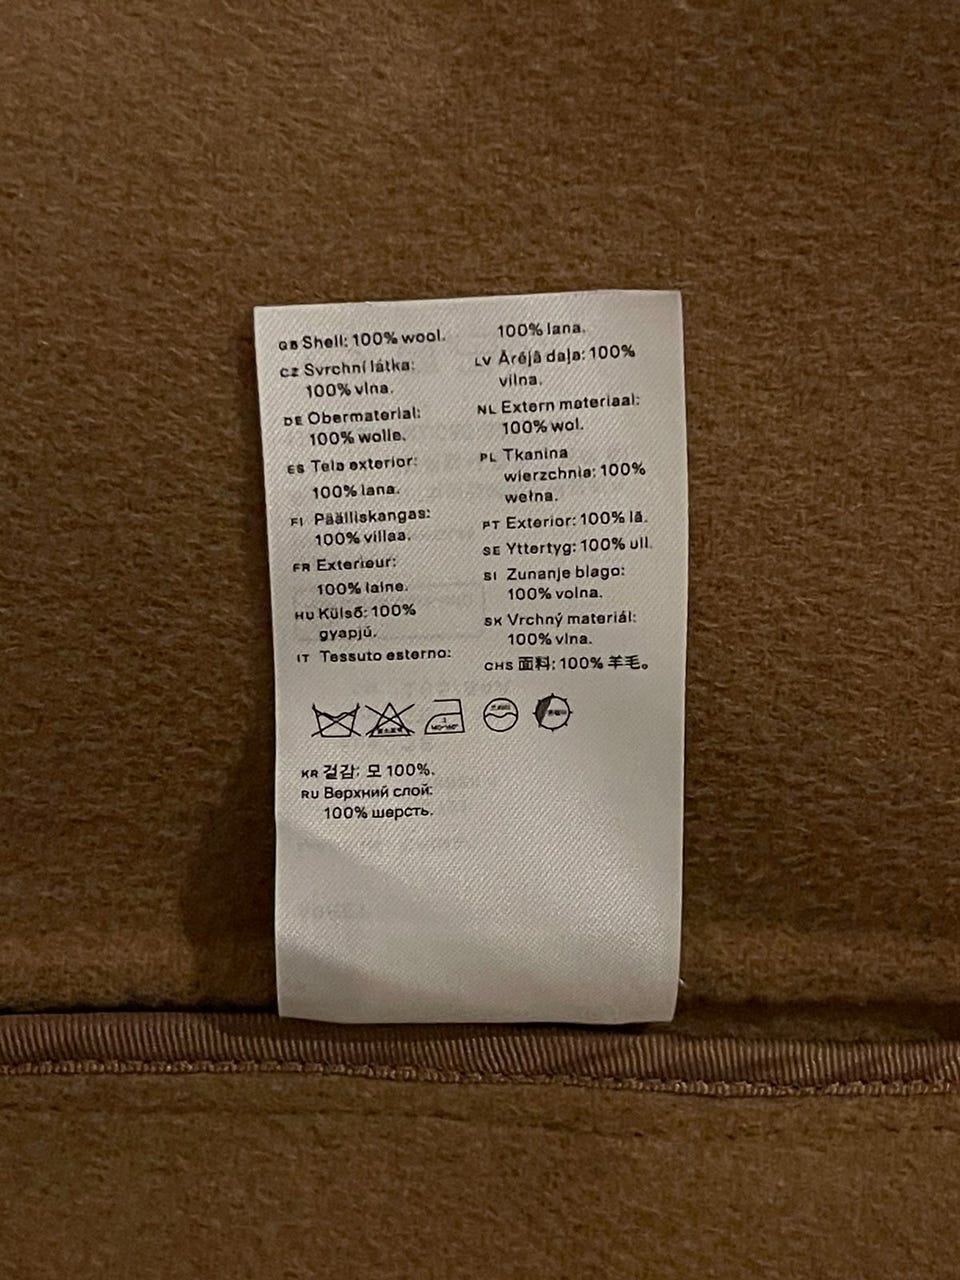 GB Shell: 100% wool.
CZ Svrchní látka:
100% vlna.
DE Obermaterial:
100% wolle.
ES Tela exterior:
100% lana.
FI Päälliskangas:
100% villaa.
FR Exterieur:
100% laine.
HU Külső: 100%
gyapjú.
IT Tessuto esterno:
100% lana.
LV Ārējā daļa: 100%
vilna.
NL Extern materiaal:
100% wol.
PL Tkanina
wierzchnia: 100%
wełna.
PT Exterior: 100% lã.
SE Yttertyg: 100% ull.
SI Zunanje blago:
100% volna.
SK Vrchný materiál:
100% vlna.
CHS 面料: 100% 羊毛。
KR 겉감: 모 100%.
RU Верхний слой:
100% шерсть.